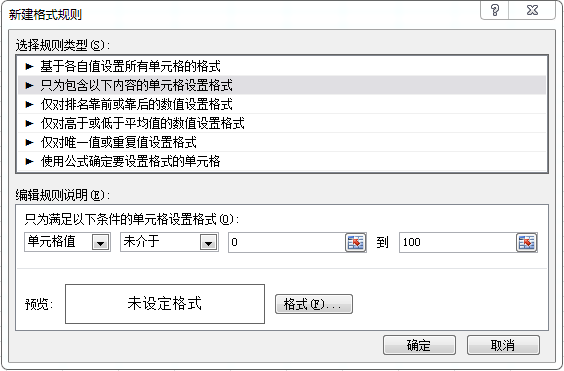 新建格式规则
选择规则类型(S):
► 基于各自值设置所有单元格的格式
► 只为包含以下内容的单元格设置格式
► 仅对排名靠前或靠后的数值设置格式
► 仅对高于或低于平均值的数值设置格式
► 仅对唯一值或重复值设置格式
► 使用公式确定要设置格式的单元格
编辑规则说明(E):
只为满足以下条件的单元格设置格式(O):
单元格值 未介于 0 到 100
预览: 未设定格式 格式(F)...
确定 取消